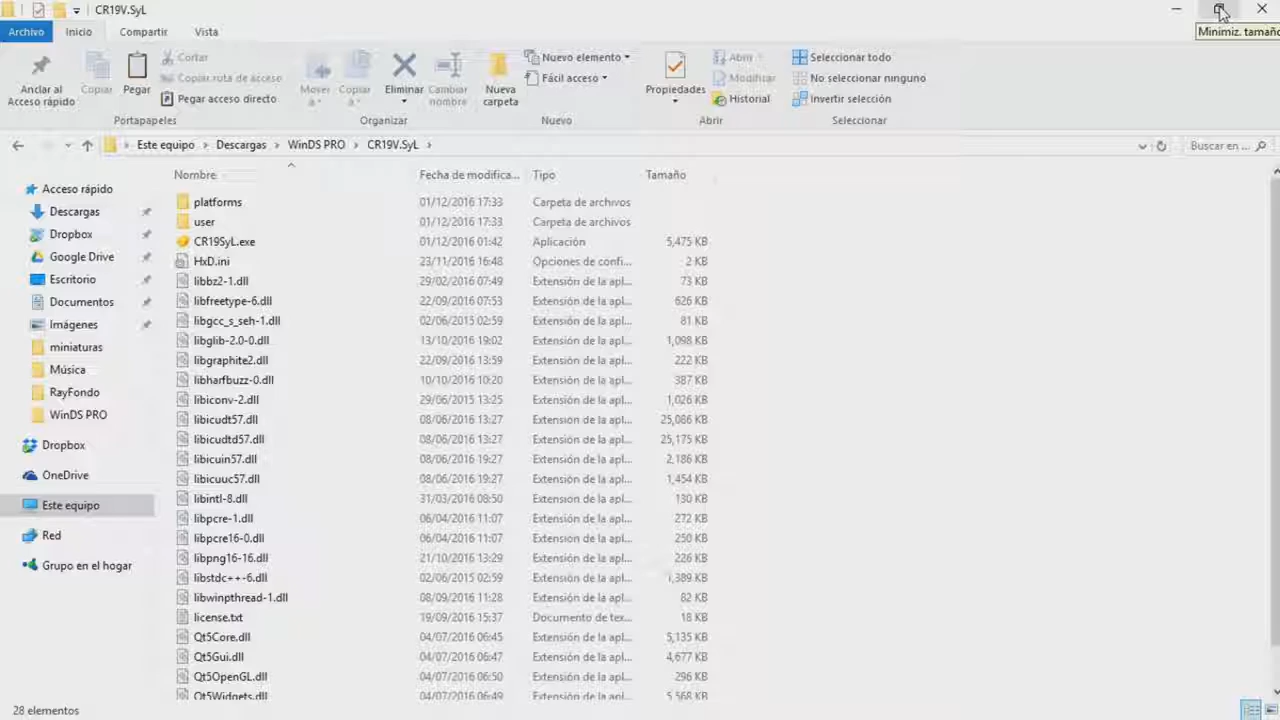 CR19V.SyL
Minimiz. tamaño
Archivo Inicio Compartir Vista
Anclar al Acceso rápido
Copiar
Pegar
Cortar
Copiar ruta de acceso
Pegar acceso directo
Portapapeles
Mover a
Copiar a
Eliminar
Cambiar nombre
Organizar
Nueva carpeta
Nuevo elemento
Fácil acceso
Nuevo
Propiedades
Abrir
Modificar
Historial
Abrir
Seleccionar todo
No seleccionar ninguno
Invertir selección
Seleccionar
Este equipo > Descargas > WinDS PRO > CR19V.SyL >
Buscar en ...
Acceso rápido
Descargas
Dropbox
Google Drive
Escritorio
Documentos
Imágenes
miniaturas
Música
RayFondo
WinDS PRO
Dropbox
OneDrive
Este equipo
Red
Grupo en el hogar
Nombre Fecha de modifica... Tipo Tamaño
platforms 01/12/2016 17:33 Carpeta de archivos
user 01/12/2016 17:33 Carpeta de archivos
CR19SyL.exe 01/12/2016 01:42 Aplicación 5,475 KB
HxD.ini 23/11/2016 16:48 Opciones de confi... 2 KB
libbz2-1.dll 29/02/2016 07:49 Extensión de la apl... 73 KB
libfreetype-6.dll 22/09/2016 07:53 Extensión de la apl... 626 KB
libgcc_s_seh-1.dll 02/06/2015 02:59 Extensión de la apl... 81 KB
libglib-2.0-0.dll 13/10/2016 19:02 Extensión de la apl... 1,098 KB
libgraphite2.dll 22/09/2016 13:59 Extensión de la apl... 222 KB
libharfbuzz-0.dll 10/10/2016 10:20 Extensión de la apl... 387 KB
libiconv-2.dll 29/06/2015 13:25 Extensión de la apl... 1,026 KB
libicudt57.dll 08/06/2016 13:27 Extensión de la apl... 25,086 KB
libicudtd57.dll 08/06/2016 13:27 Extensión de la apl... 25,175 KB
libicuin57.dll 08/06/2016 19:27 Extensión de la apl... 2,186 KB
libicuuc57.dll 08/06/2016 19:27 Extensión de la apl... 1,454 KB
libintl-8.dll 31/03/2016 08:50 Extensión de la apl... 130 KB
libpcre-1.dll 06/04/2016 11:07 Extensión de la apl... 272 KB
libpcre16-0.dll 06/04/2016 11:07 Extensión de la apl... 250 KB
libpng16-16.dll 21/10/2016 13:29 Extensión de la apl... 226 KB
libstdc++-6.dll 02/06/2015 02:59 Extensión de la apl... 1,389 KB
libwinpthread-1.dll 08/09/2016 11:28 Extensión de la apl... 82 KB
license.txt 19/09/2016 15:37 Documento de tex... 18 KB
Qt5Core.dll 04/07/2016 06:45 Extensión de la apl... 5,135 KB
Qt5Gui.dll 04/07/2016 06:47 Extensión de la apl... 4,677 KB
Qt5OpenGL.dll 04/07/2016 06:50 Extensión de la apl... 296 KB
Qt5Widgets.dll 04/07/2016 06:49 Extensión de la apl... 5,568 KB
28 elementos